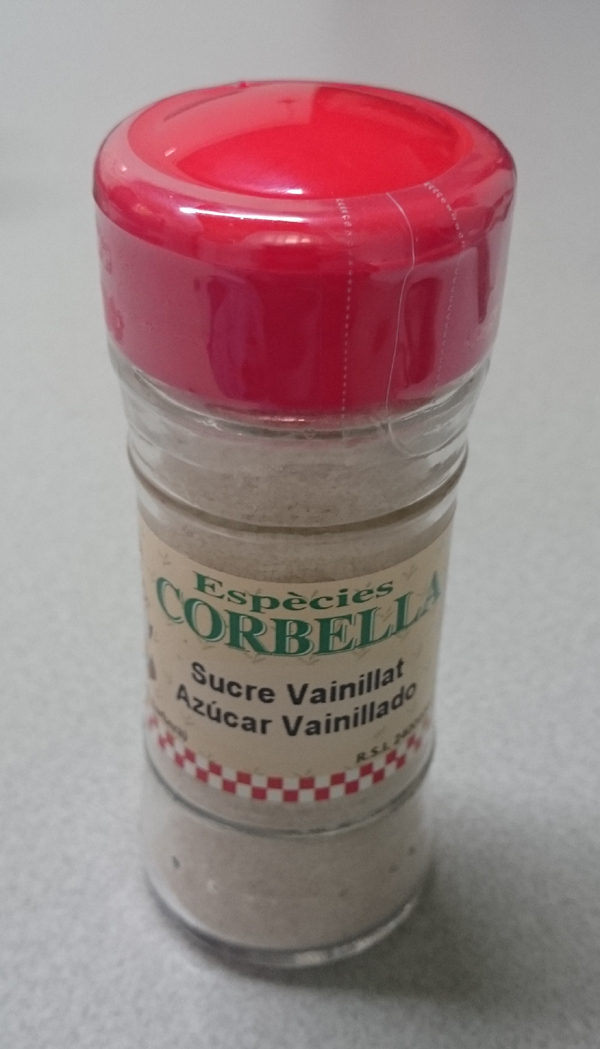 Espècies
CORBELLA
Sucre Vainillat
Azúcar Vainillado
R.S.I.